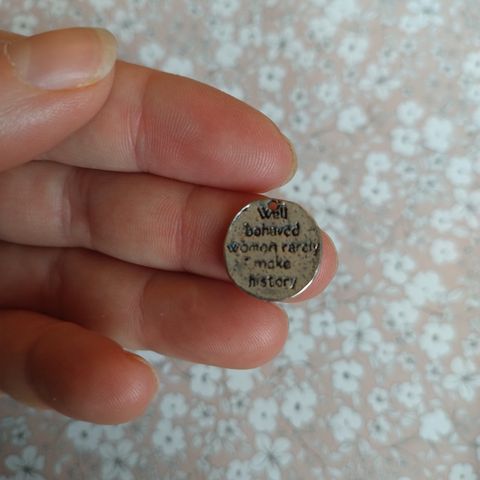 Well
behaved
women rarely
make
history